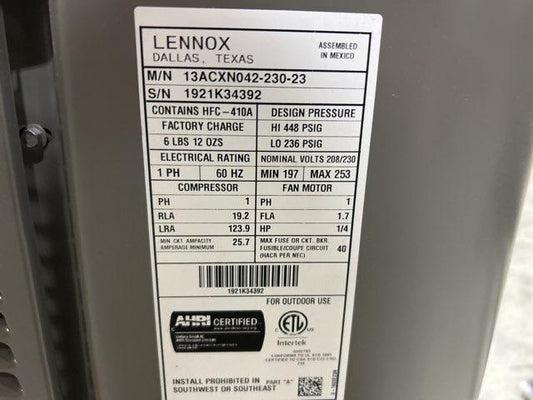 LENNOX
DALLAS, TEXAS
ASSEMBLED
IN MEXICO
M/N 13ACXN042-230-23
S/N 1921K34392
CONTAINS HFC-410A
DESIGN PRESSURE
FACTORY CHARGE
HI 448 PSIG
6 LBS 12 OZS
LO 236 PSIG
ELECTRICAL RATING
NOMINAL VOLTS 208/230
1 PH 60 HZ
MIN 197 MAX 253
COMPRESSOR
FAN MOTOR
PH 1
PH 1
RLA 19.2
FLA 1.7
LRA 123.9
HP 1/4
MIN CKT AMPACITY
AMPERAGE MINIMUM 25.7
MAX FUSE OR CKT. BKR.
FUSIBLE/COUPE CIRCUIT 40
(HACR PER NEC)
1921K34392
FOR OUTDOOR USE
AHRI CERTIFIED
ETL
Intertek
INSTALL PROHIBITED IN PART "A"
SOUTHWEST OR SOUTHEAST